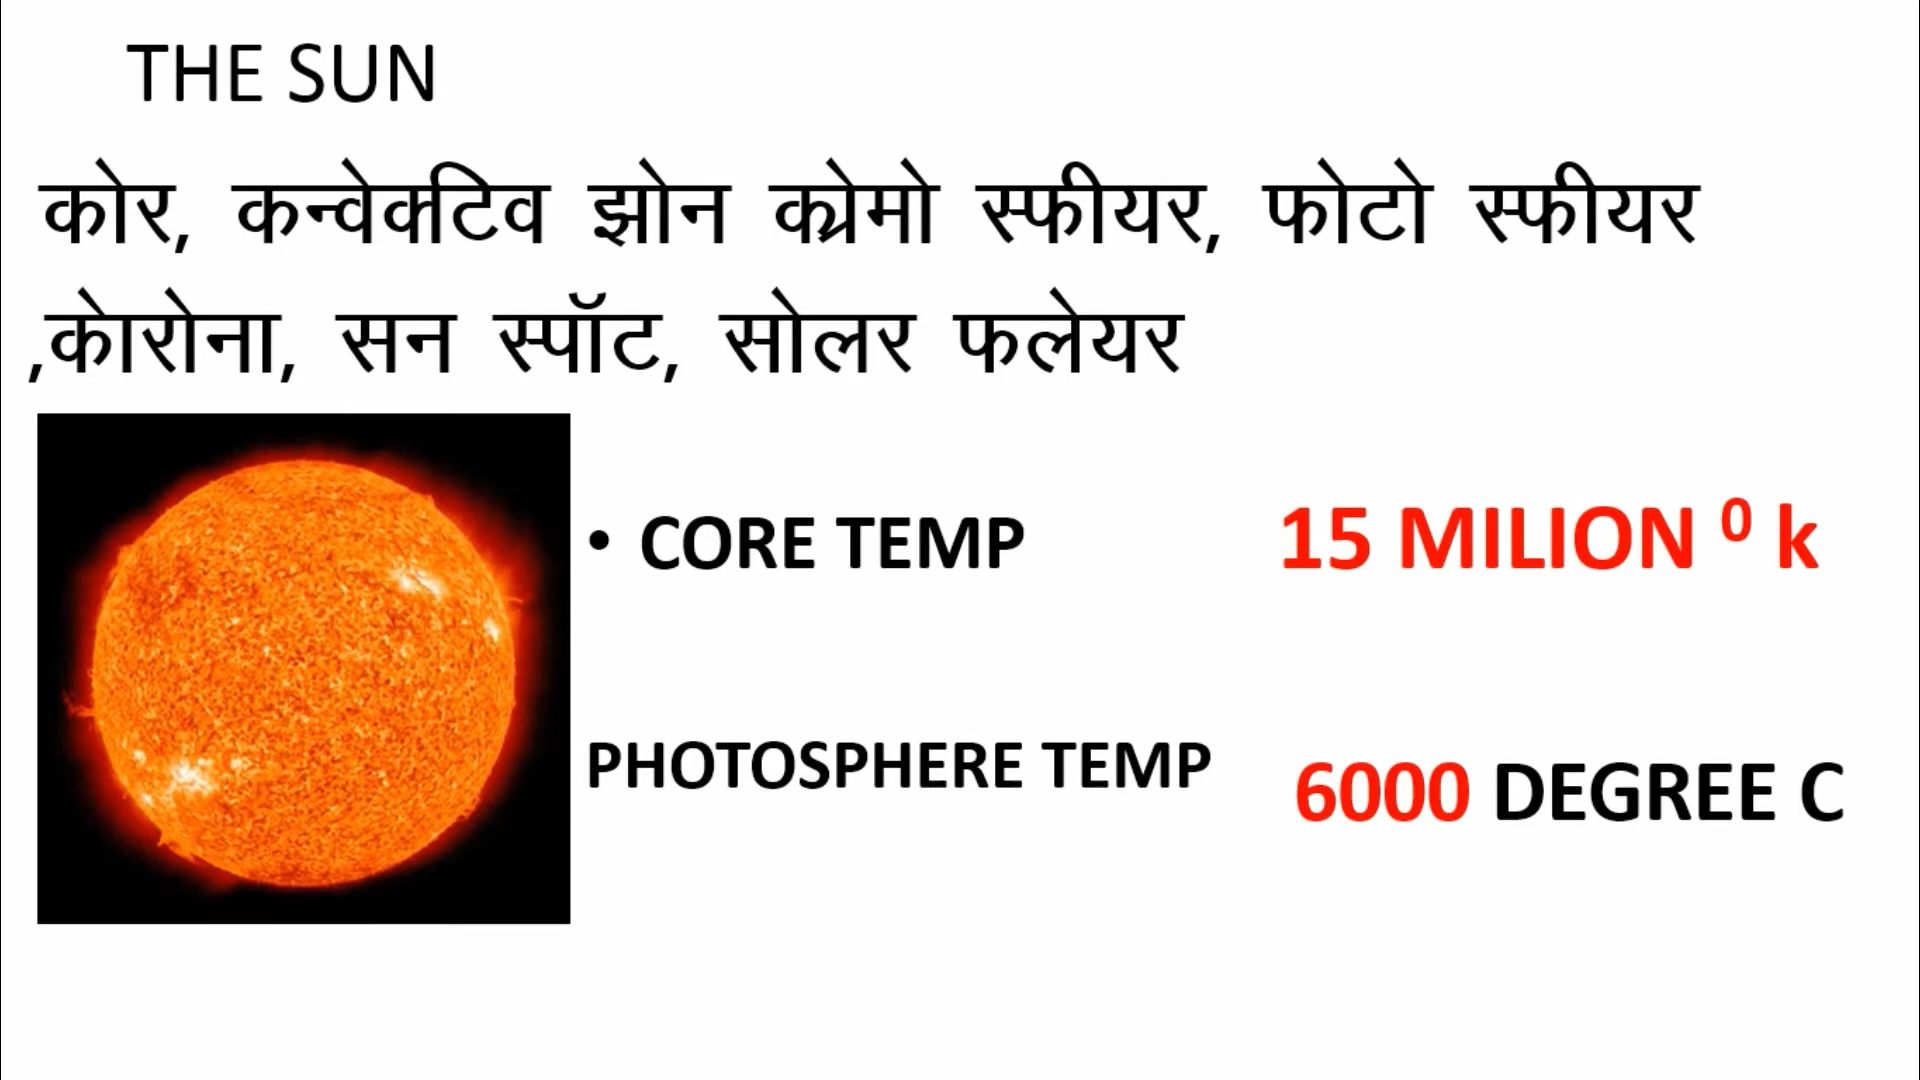 THE SUN
कोर, कन्वेक्टिव झोन क्रोमो स्फीयर, फोटो स्फीयर
,कोरोना, सन स्पॉट, सोलर फलेयर
• CORE TEMP 15 MILION ⁰ k
PHOTOSPHERE TEMP 6000 DEGREE C